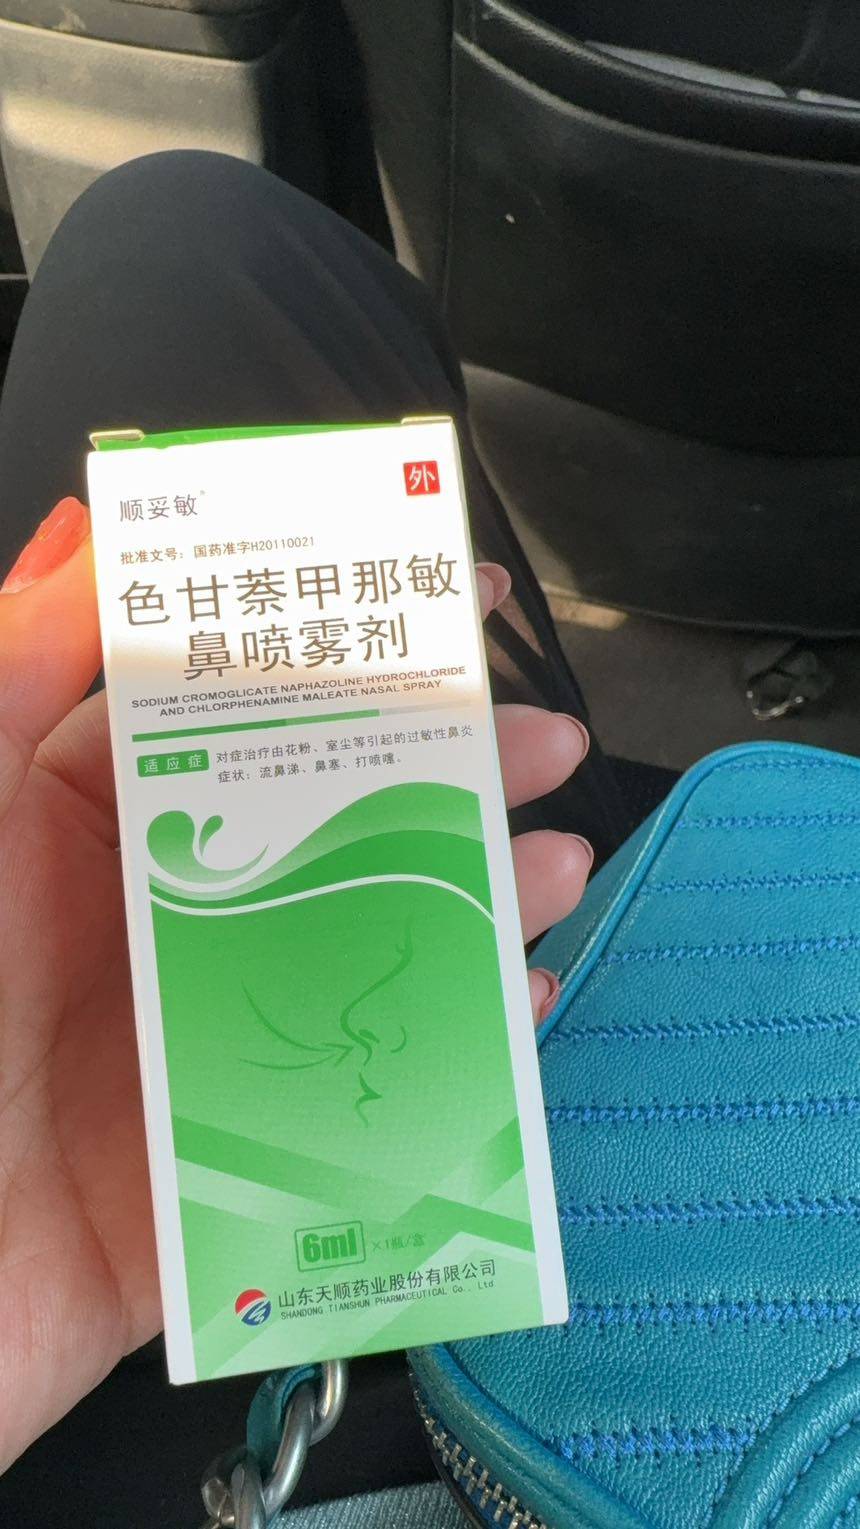 顺妥敏®
外
批准文号：国药准字H20110021
色甘萘甲那敏
鼻喷雾剂
SODIUM CROMOGLICATE NAPHAZOLINE HYDROCHLORIDE
AND CHLORPHENAMINE MALEATE NASAL SPRAY
适应症 对症治疗由花粉、室尘等引起的过敏性鼻炎
症状：流鼻涕、鼻塞、打喷嚏。
6ml ×1瓶/盒
山东天顺药业股份有限公司
SHANDONG TIANSHUN PHARMACEUTICAL Co., Ltd